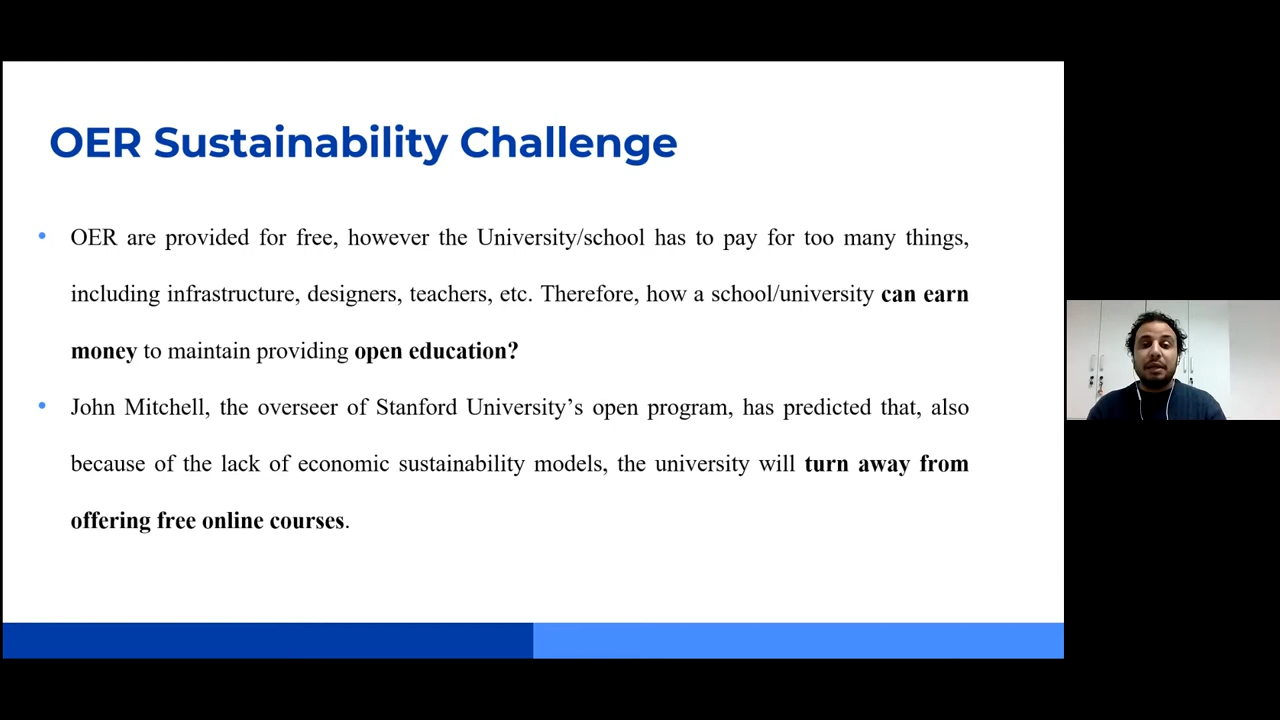 OER Sustainability Challenge
• OER are provided for free, however the University/school has to pay for too many things,
including infrastructure, designers, teachers, etc. Therefore, how a school/university can earn
money to maintain providing open education?
• John Mitchell, the overseer of Stanford University’s open program, has predicted that, also
because of the lack of economic sustainability models, the university will turn away from
offering free online courses.